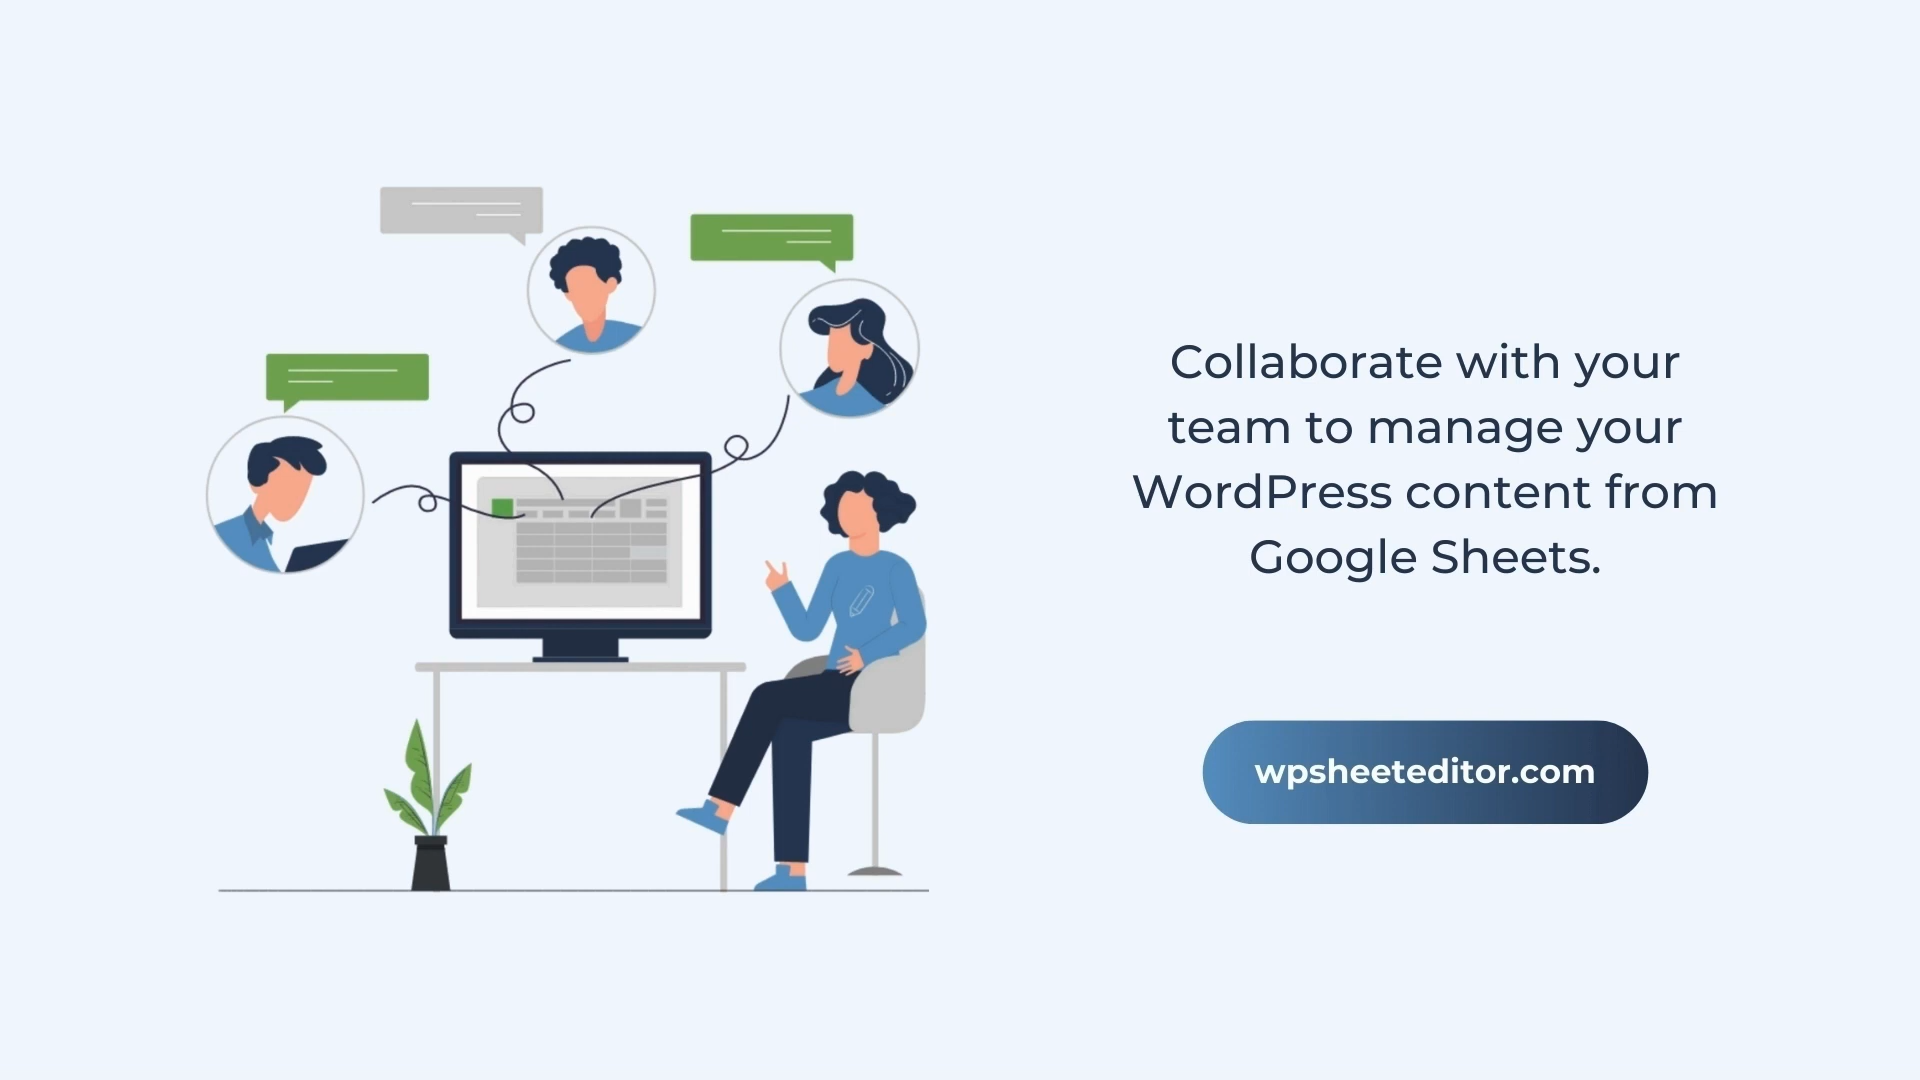 Collaborate with your
team to manage your
WordPress content from
Google Sheets.
wpsheeteditor.com